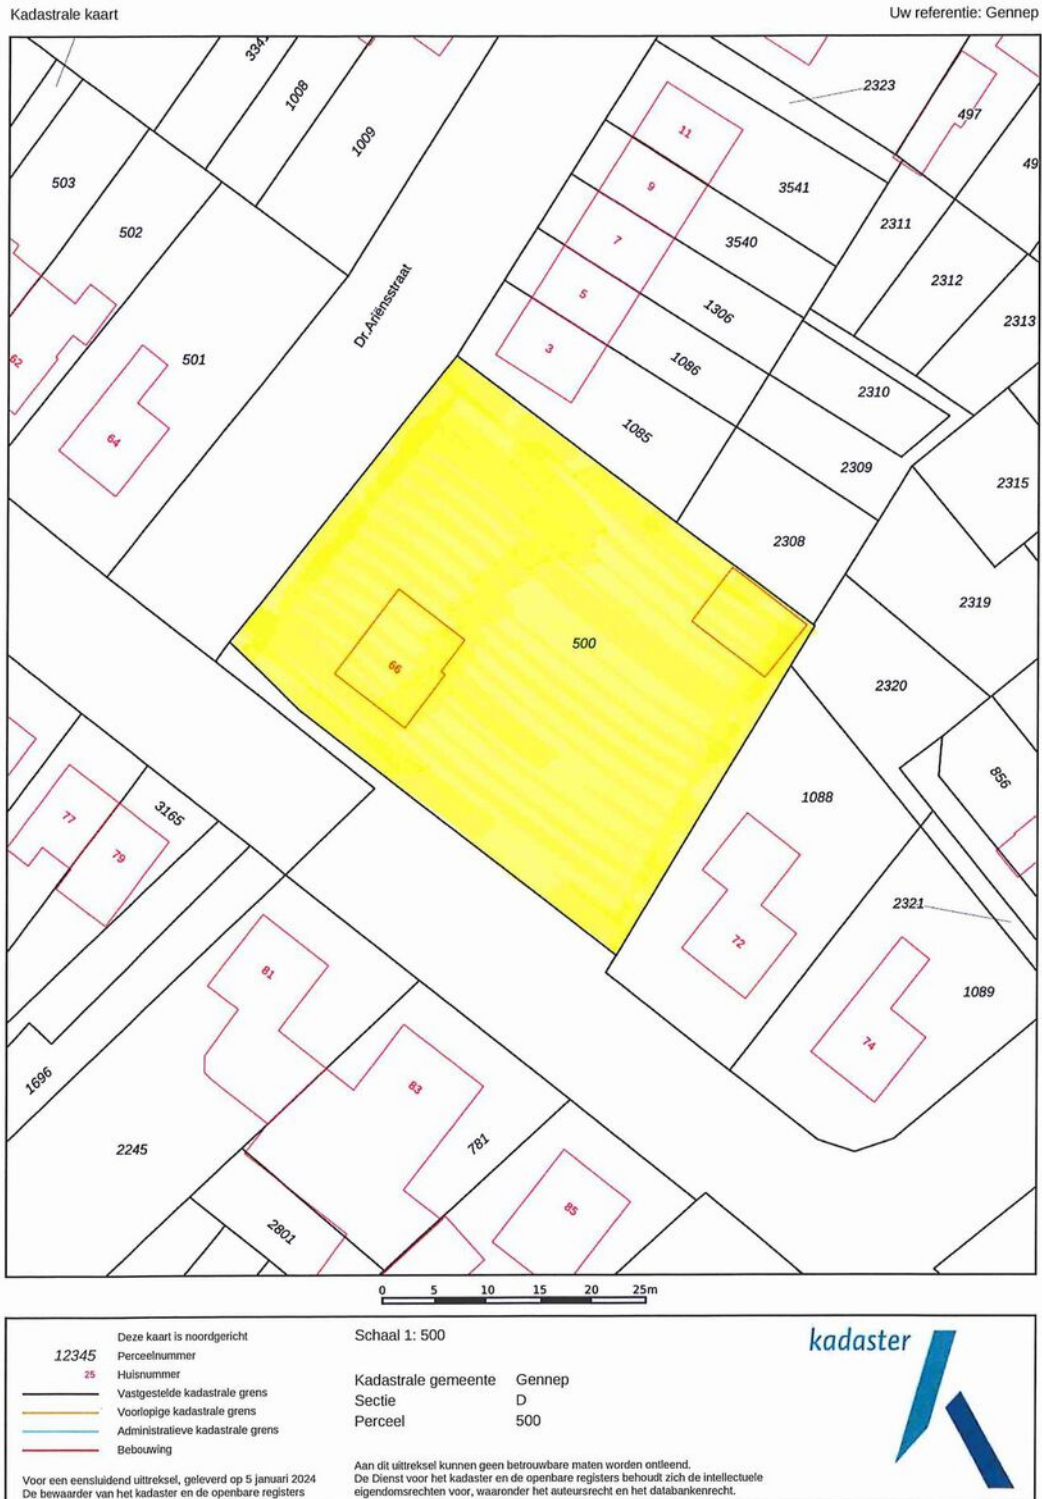 Kadastrale kaart
Uw referentie: Gennep
2323
497
1008
1009
11
503
3541
9
2311
502
7
3540
2312
5
1306
2313
Dr.Ariënsstraat
62
501
3
1086
2310
64
1085
2309
2315
2308
2319
500
66
2320
856
1088
3165
77
79
2321
72
81
1089
74
1696
83
2245
781
85
2801
0 5 10 15 20 25m
Deze kaart is noordgericht
12345 Perceelnummer
25 Huisnummer
Vastgestelde kadastrale grens
Voorlopige kadastrale grens
Administratieve kadastrale grens
Bebouwing
Voor een eensluidend uittreksel, geleverd op 5 januari 2024
De bewaarder van het kadaster en de openbare registers
Schaal 1: 500
Kadastrale gemeente Gennep
Sectie D
Perceel 500
Aan dit uittreksel kunnen geen betrouwbare maten worden ontleend.
De Dienst voor het kadaster en de openbare registers behoudt zich de intellectuele
eigendomsrechten voor, waaronder het auteursrecht en het databankenrecht.
kadaster